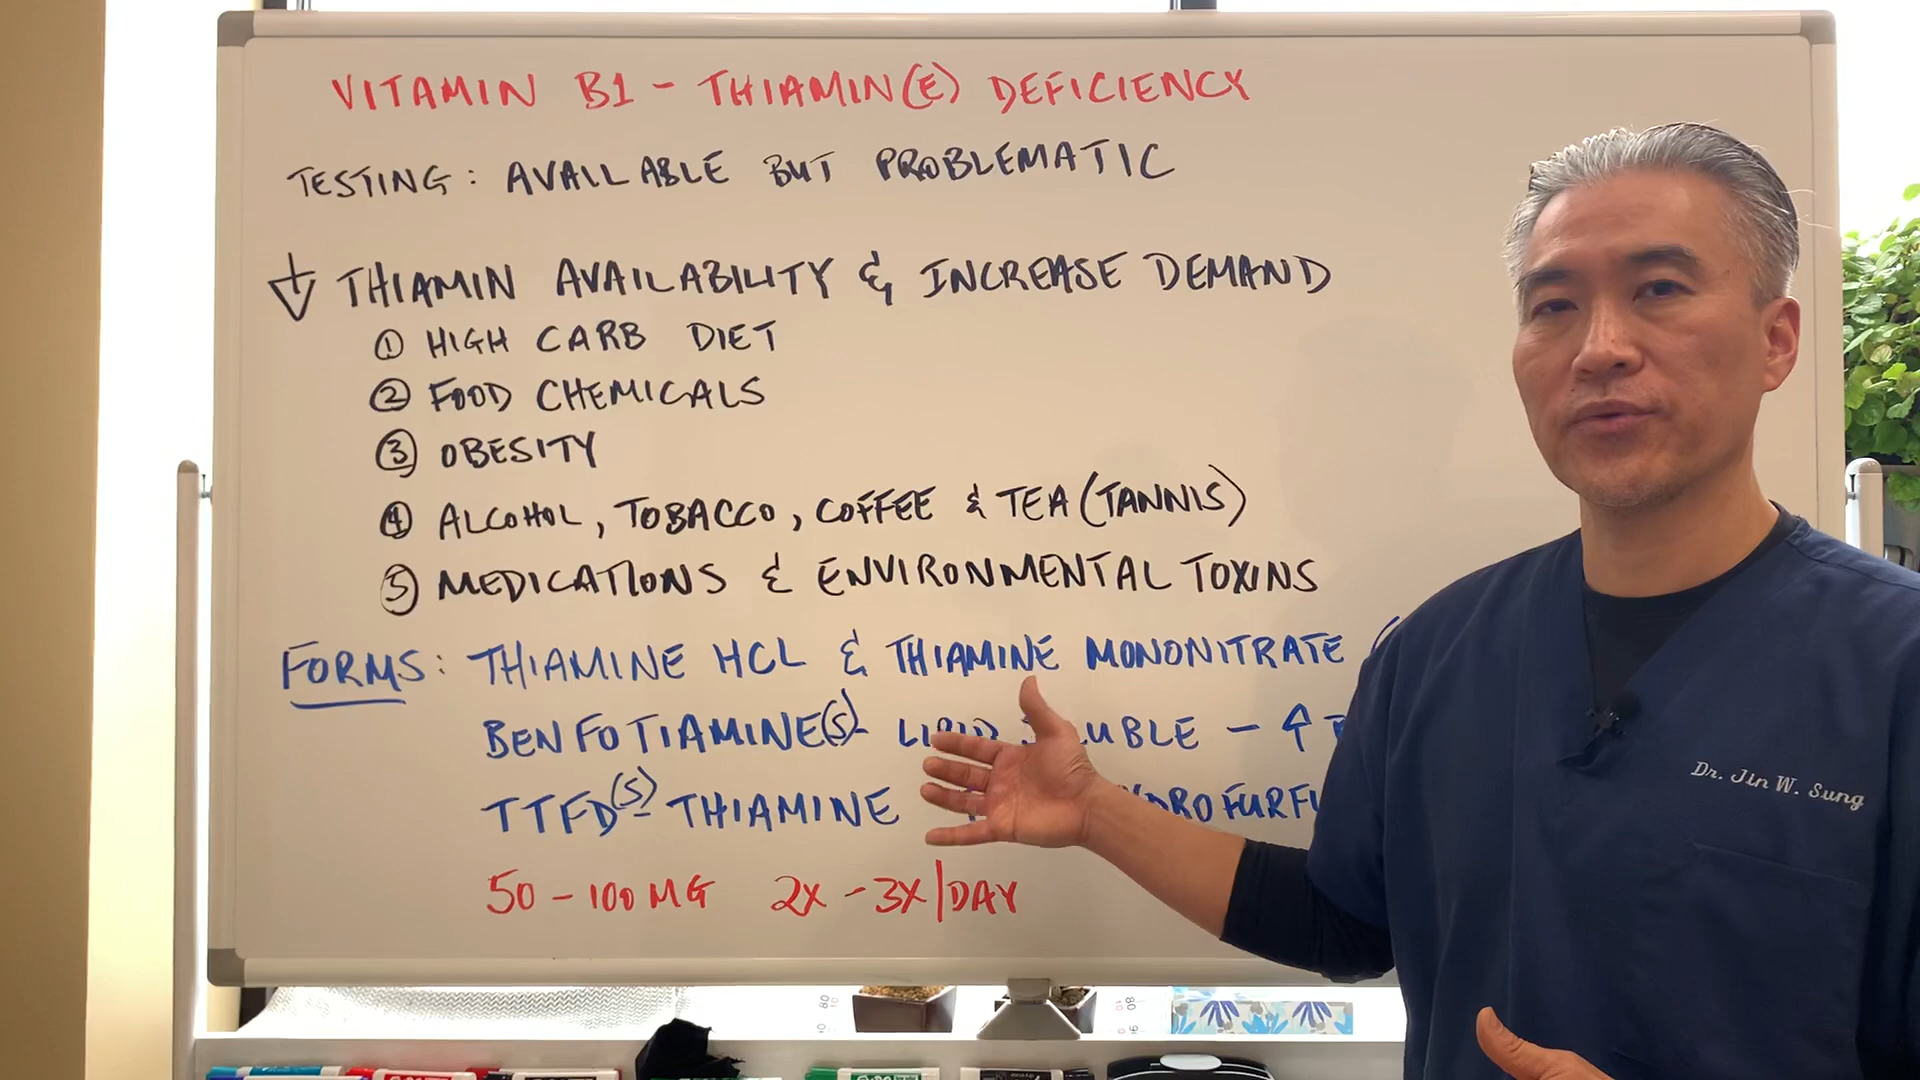 VITAMIN B1 - THIAMIN(E) DEFICIENCY
TESTING: AVAILABLE BUT PROBLEMATIC
↓ THIAMIN AVAILABILITY & INCREASE DEMAND
① HIGH CARB DIET
② FOOD CHEMICALS
③ OBESITY
④ ALCOHOL, TOBACCO, COFFEE & TEA (TANNIS)
⑤ MEDICATIONS & ENVIRONMENTAL TOXINS
FORMS: THIAMINE HCL & THIAMINE MONONITRATE (
BENFOTIAMINE(S)- LIPID SOLUBLE - ↑
TTFD(S)- THIAMINE
50 - 100 MG 2X - 3X/DAY
Dr. Jin W. Sung